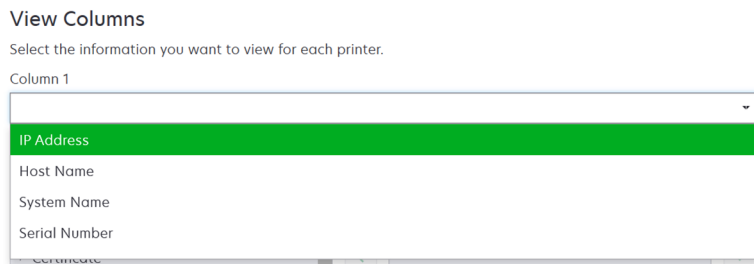 View Columns
Select the information you want to view for each printer.
Column 1
IP Address
Host Name
System Name
Serial Number
Certificate